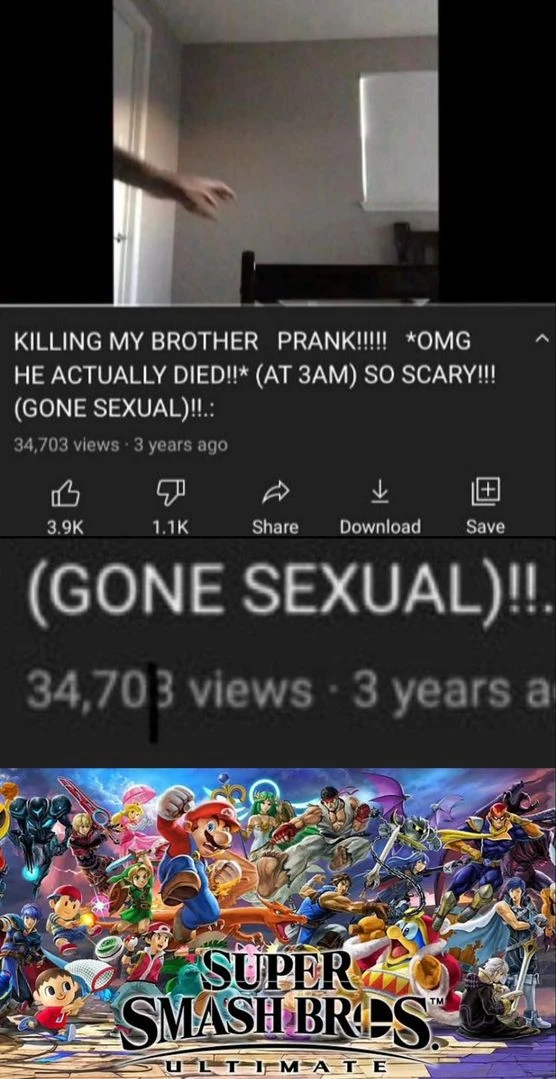 KILLING MY BROTHER PRANK!!!!! *OMG
HE ACTUALLY DIED!!* (AT 3AM) SO SCARY!!!
(GONE SEXUAL)!!.:
34,703 views · 3 years ago
3.9K 1.1K Share Download Save
(GONE SEXUAL)!!.
34,703 views · 3 years a
SUPER
SMASH BROS.™
ULTIMATE